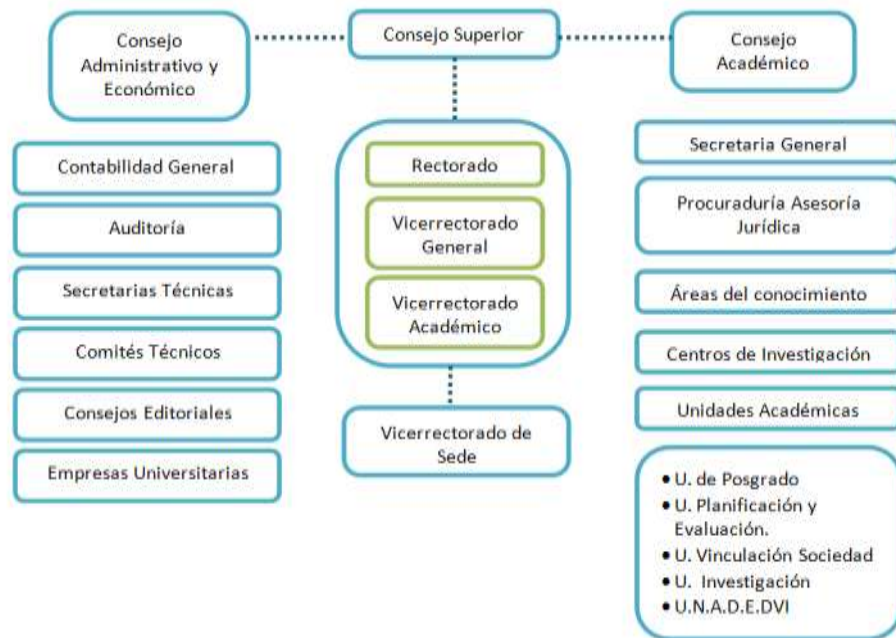 Consejo
Administrativo y
Económico
Consejo Superior
Consejo
Académico
Contabilidad General
Auditoría
Secretarias Técnicas
Comités Técnicos
Consejos Editoriales
Empresas Universitarias
Rectorado
Vicerrectorado
General
Vicerrectorado
Académico
Vicerrectorado de
Sede
Secretaria General
Procuraduría Asesoría
Jurídica
Áreas del conocimiento
Centros de Investigación
Unidades Académicas
• U. de Posgrado
• U. Planificación y
Evaluación.
• U. Vinculación Sociedad
• U. Investigación
• U.N.A.D.E.DVI